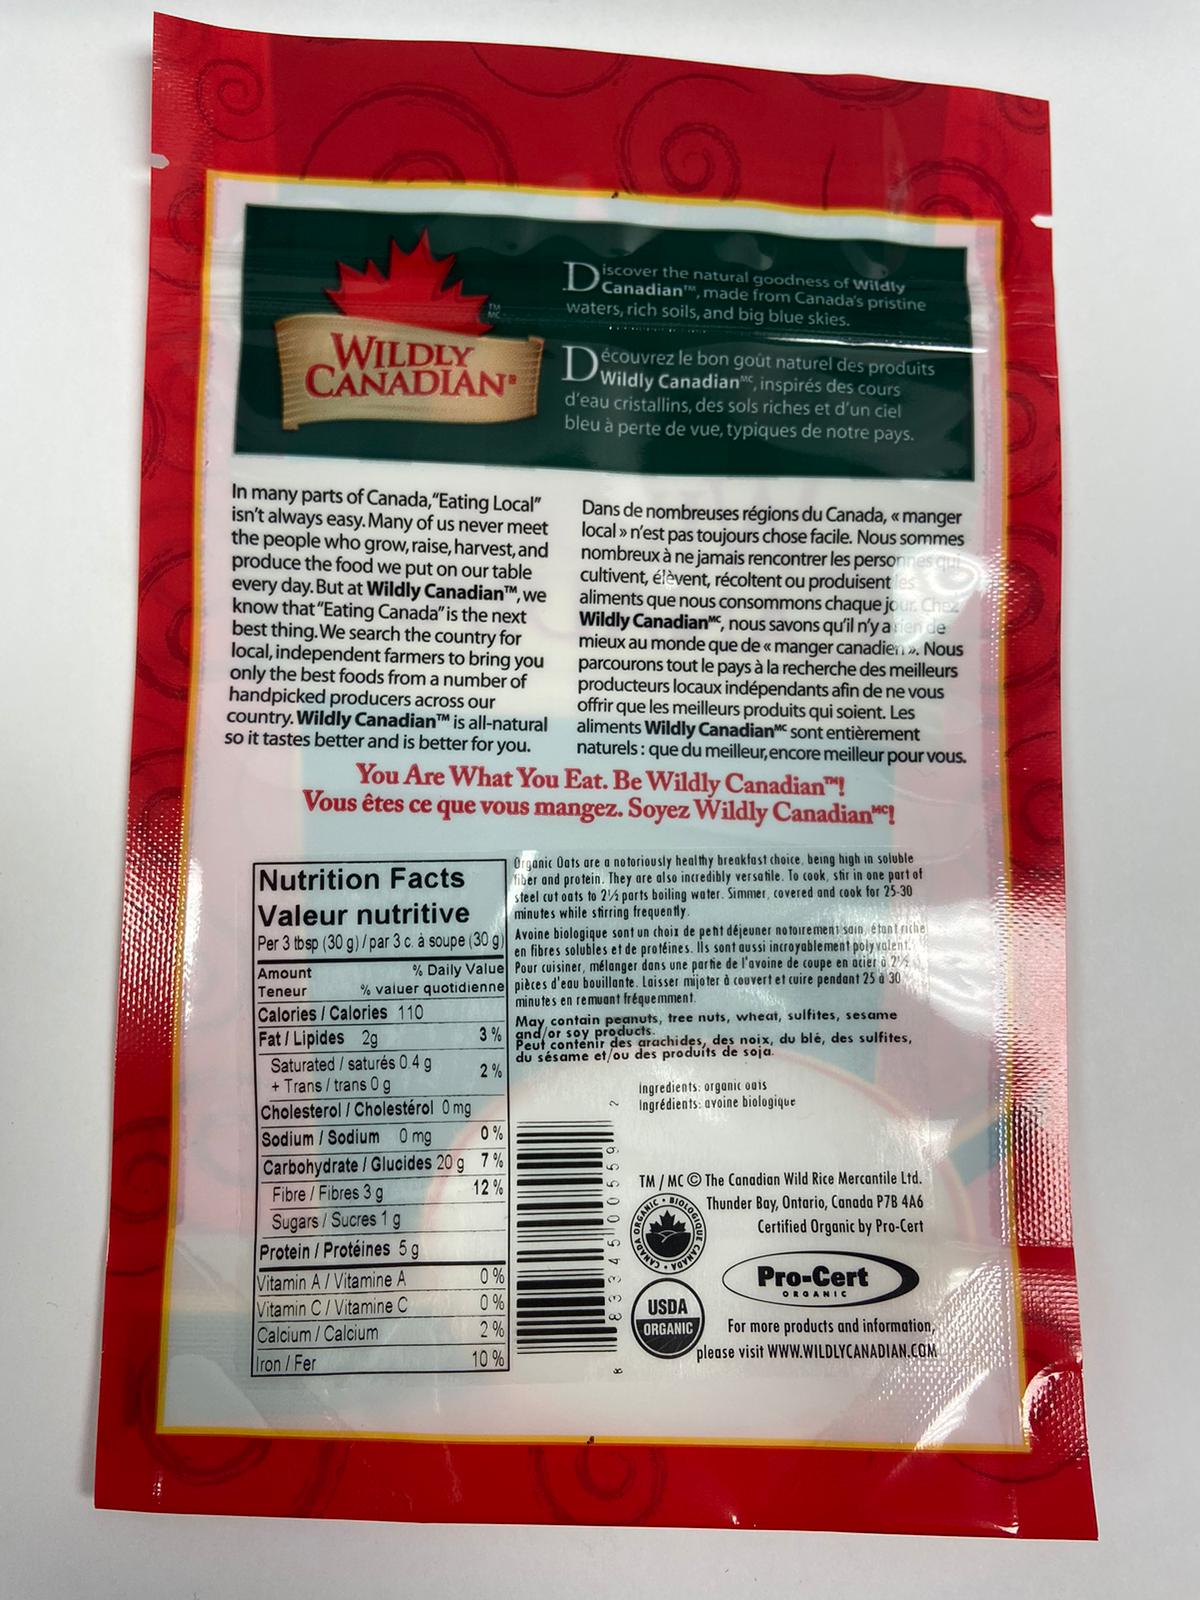 WILDLY
CANADIAN®
TM
MC
Discover the natural goodness of Wildly
Canadian™, made from Canada's pristine
waters, rich soils, and big blue skies.
Découvrez le bon goût naturel des produits
Wildly Canadian MC, inspirés des cours
d'eau cristallins, des sols riches et d'un ciel
bleu à perte de vue, typiques de notre pays.
In many parts of Canada, "Eating Local"
isn't always easy. Many of us never meet
the people who grow, raise, harvest, and
produce the food we put on our table
every day. But at Wildly Canadian™, we
know that "Eating Canada" is the next
best thing. We search the country for
local, independent farmers to bring you
only the best foods from a number of
handpicked producers across our
country. Wildly Canadian™ is all-natural
so it tastes better and is better for you.
Dans de nombreuses régions du Canada, « manger
local » n'est pas toujours chose facile. Nous sommes
nombreux à ne jamais rencontrer les personnes qui
cultivent, élèvent, récoltent ou produisent les
aliments que nous consommons chaque jour. Chez
Wildly Canadian MC, nous savons qu'il n'y a rien de
mieux au monde que de « manger canadien ». Nous
parcourons tout le pays à la recherche des meilleurs
producteurs locaux indépendants afin de ne vous
offrir que les meilleurs produits qui soient. Les
aliments Wildly Canadian MC sont entièrement
naturels : que du meilleur, encore meilleur pour vous.
You Are What You Eat. Be Wildly Canadian™!
Vous êtes ce que vous mangez. Soyez Wildly Canadian MC!
Nutrition Facts
Valeur nutritive
Per 3 tbsp (30 g) / par 3 c. à soupe (30 g)
Amount % Daily Value
Teneur % valuer quotidienne
Calories / Calories 110
Fat / Lipides 2g 3 %
Saturated / saturés 0.4 g
+ Trans / trans 0 g 2 %
Cholesterol / Cholestérol 0 mg
Sodium / Sodium 0 mg 0 %
Carbohydrate / Glucides 20 g 7 %
Fibre / Fibres 3 g 12 %
Sugars / Sucres 1 g
Protein / Protéines 5 g
Vitamin A / Vitamine A 0 %
Vitamin C / Vitamine C 0 %
Calcium / Calcium 2 %
Iron / Fer 10 %
Organic Oats are a notoriously healthy breakfast choice, being high in soluble
fiber and protein. They are also incredibly versatile. To cook, stir in one part of
steel cut oats to 2½ parts boiling water. Simmer, covered and cook for 25-30
minutes while stirring frequently.
Avoine biologique sont un choix de petit déjeuner notoirement sain, étant riche
en fibres solubles et de protéines. Ils sont aussi incroyablement polyvalent.
Pour cuisiner, mélanger dans une partie de l'avoine de coupe en acier à 2½
pièces d'eau bouillante. Laisser mijoter à couvert et cuire pendant 25 à 30
minutes en remuant fréquemment.
May contain peanuts, tree nuts, wheat, sulfites, sesame
and/or soy products.
Peut contenir des arachides, des noix, du blé, des sulfites,
du sésame et/ou des produits de soja.
Ingredients: organic oats
Ingrédients: avoine biologique
8 83345 00559 2
TM / MC © The Canadian Wild Rice Mercantile Ltd.
Thunder Bay, Ontario, Canada P7B 4A6
Certified Organic by Pro-Cert
CANADA ORGANIC • BIOLOGIQUE CANADA •
Pro-Cert
ORGANIC
USDA
ORGANIC
For more products and information,
please visit WWW.WILDLYCANADIAN.COM